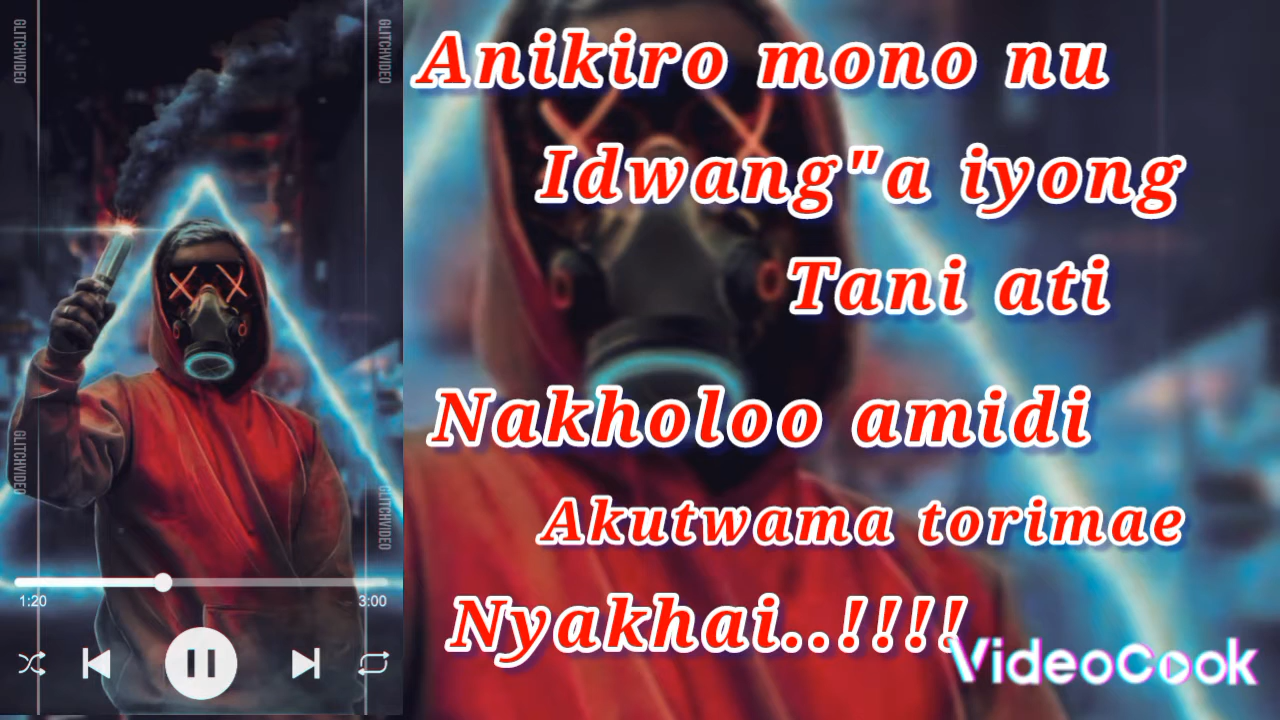 GLITCHVIDEO
GLITCHVIDEO
Anikiro mono nu
Idwang"a iyong
Tani ati
Nakholoo amidi
Akutwama torimae
Nyakhai..!!!!
GLITCHVIDEO
GLITCHVIDEO
1:20
3:00
VideoCook